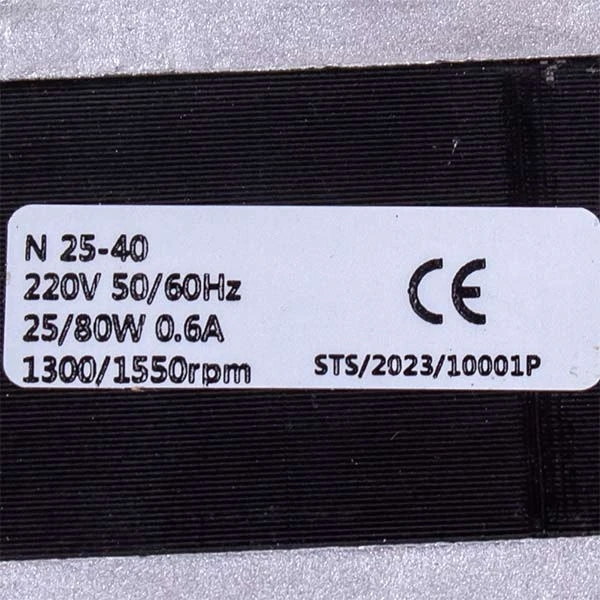 N 25-40
220V 50/60Hz
25/80W 0.6A
1300/1550rpm
CE
STS/2023/10001P